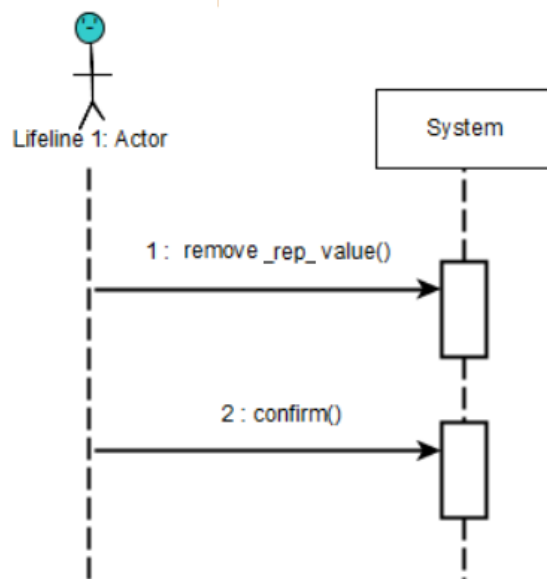 Lifeline 1: Actor
System
1 : remove _rep_ value()
2 : confirm()